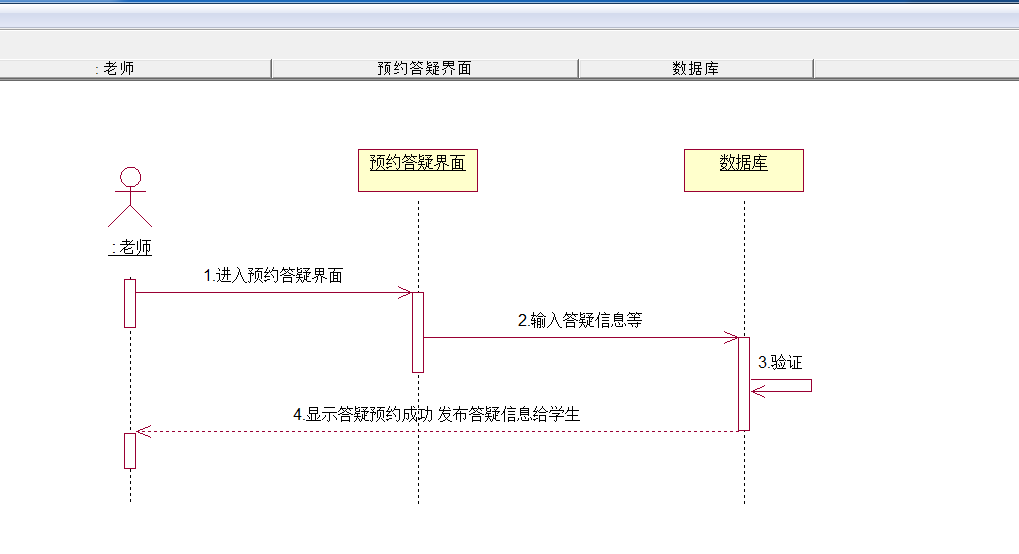 : 老师
预约答疑界面
数据库
预约答疑界面
数据库
: 老师
1.进入预约答疑界面
2.输入答疑信息等
3.验证
4.显示答疑预约成功 发布答疑信息给学生